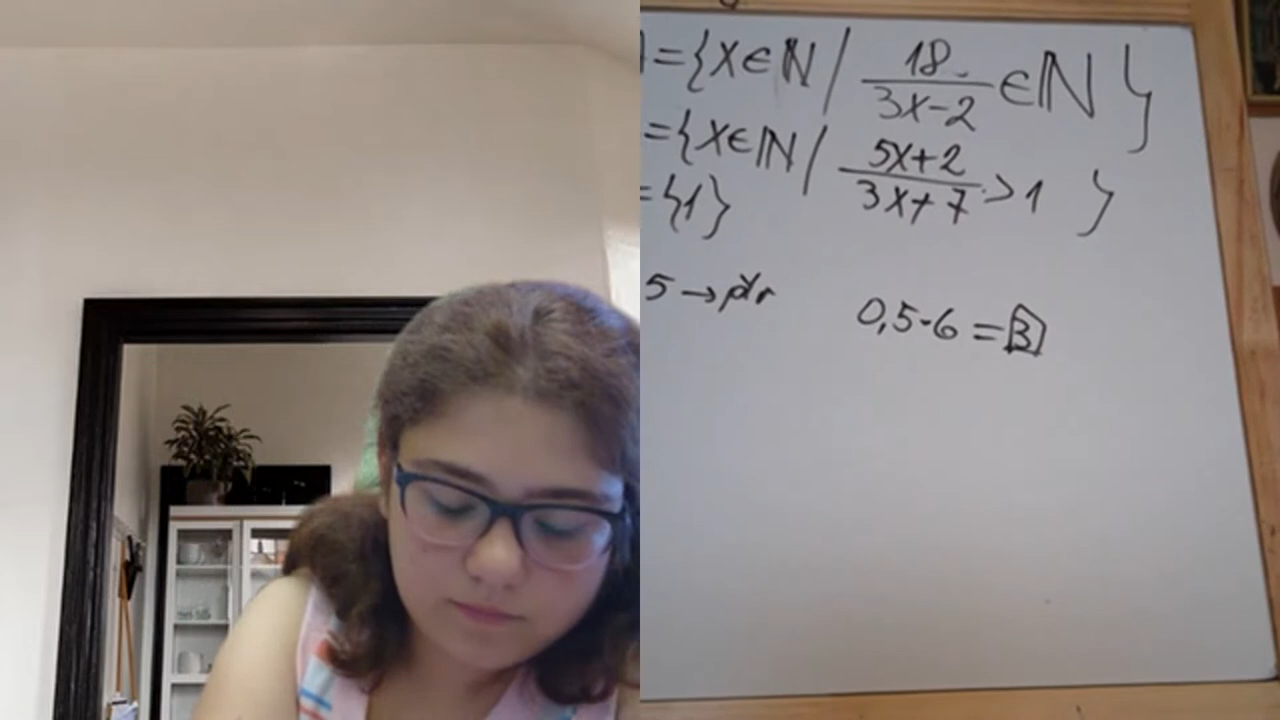 ={x∈ℕ / 18/(3x-2) ∈ℕ }
={x∈ℕ / (5x+2)/(3x+7) >1 }
={1}
5 →
0,5·6 = 3